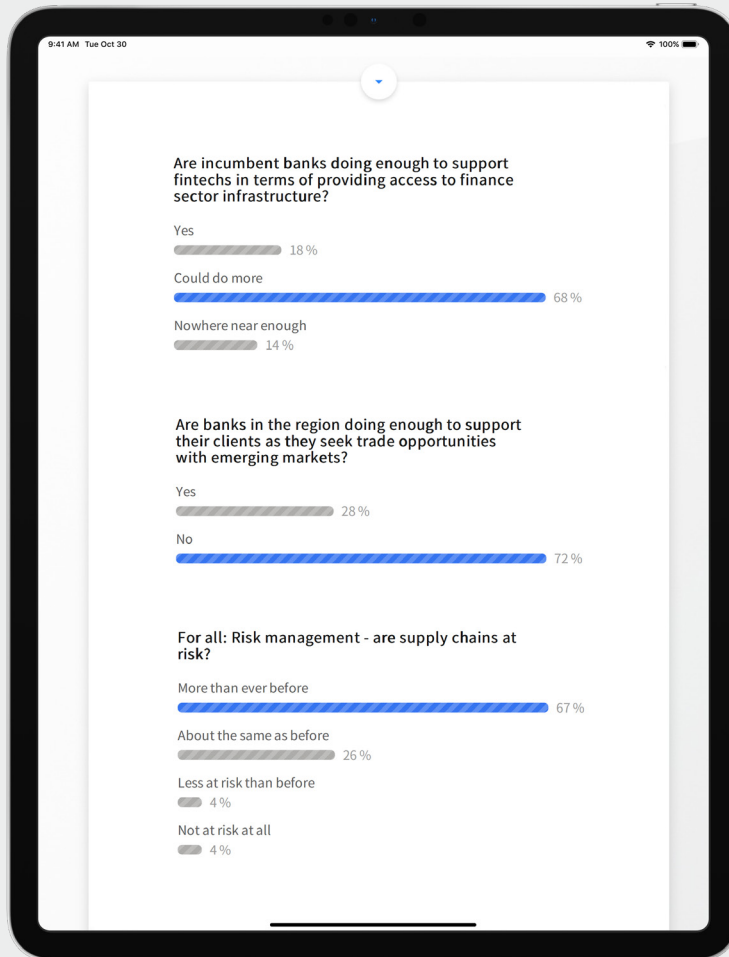 9:41 AM Tue Oct 30
100%
Are incumbent banks doing enough to support
fintechs in terms of providing access to finance
sector infrastructure?
Yes
18 %
Could do more
68 %
Nowhere near enough
14 %
Are banks in the region doing enough to support
their clients as they seek trade opportunities
with emerging markets?
Yes
28 %
No
72 %
For all: Risk management - are supply chains at
risk?
More than ever before
67 %
About the same as before
26 %
Less at risk than before
4 %
Not at risk at all
4 %